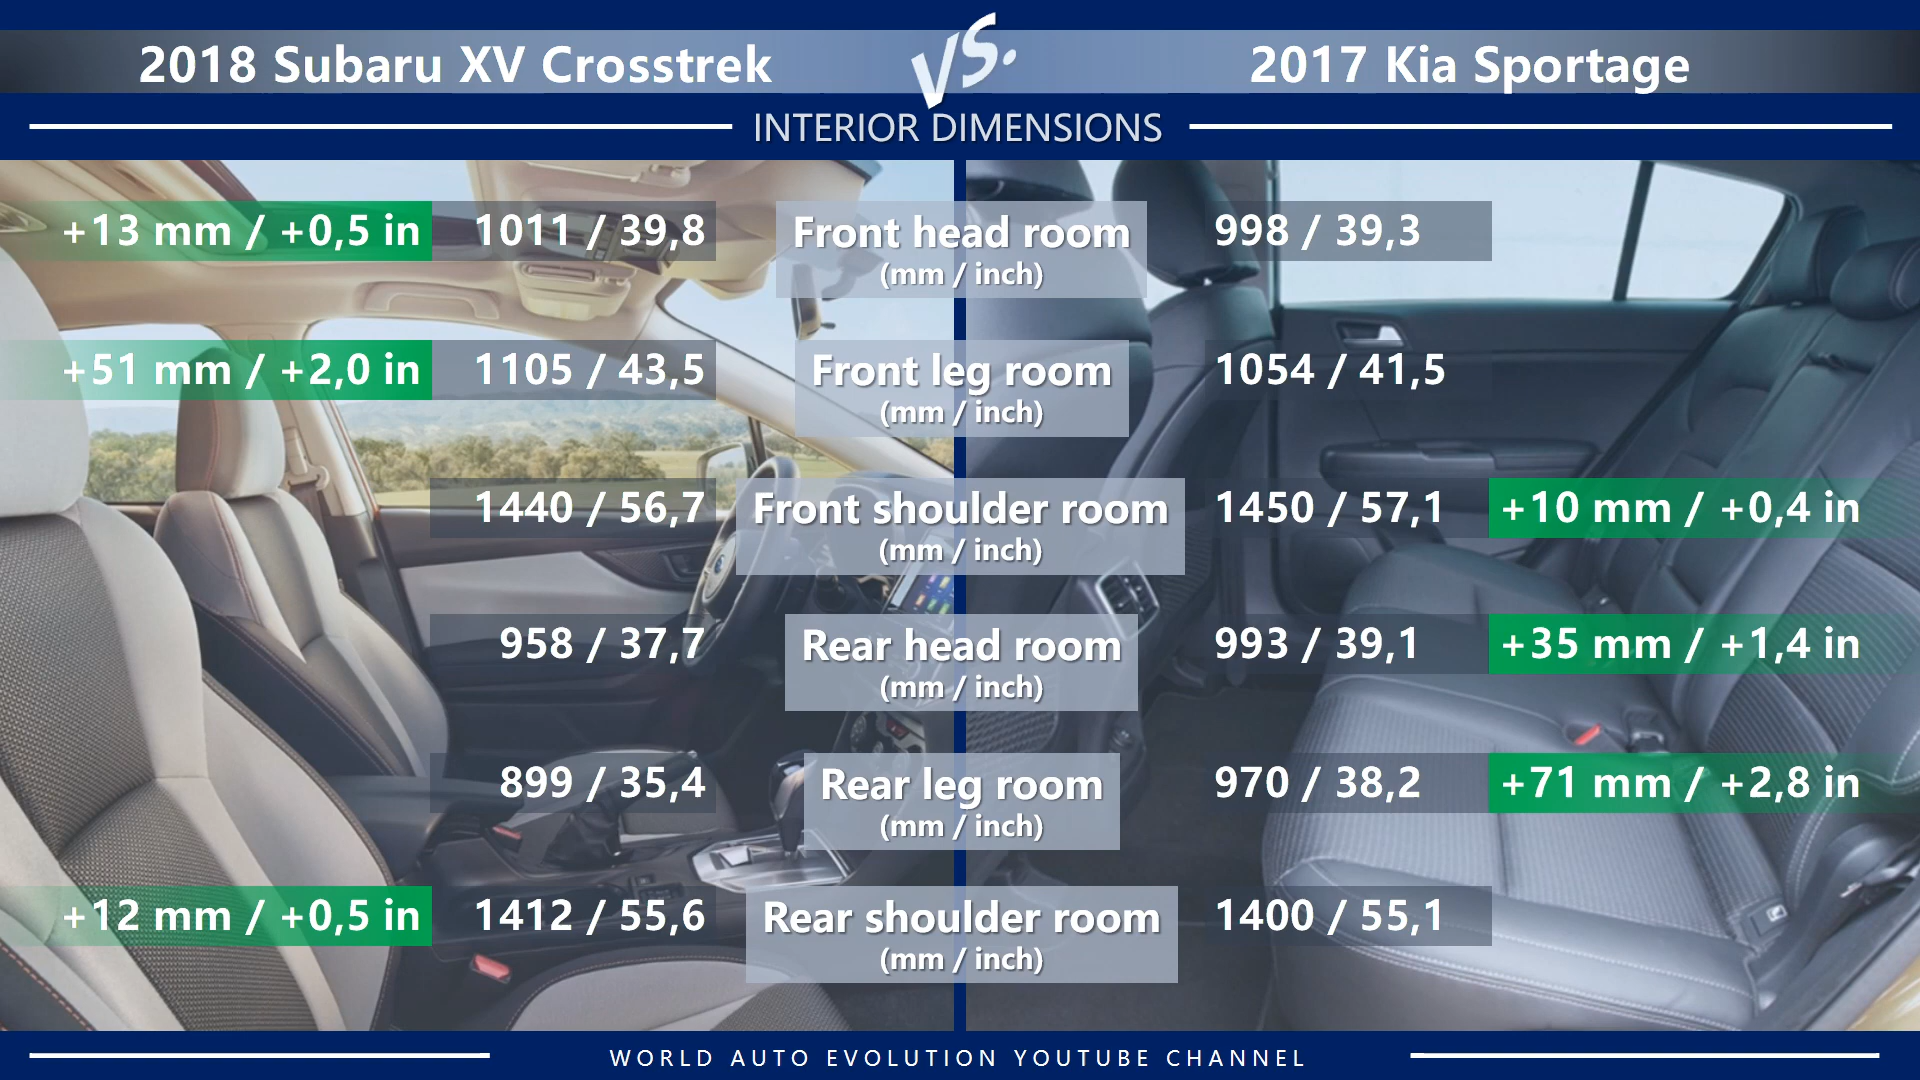 2018 Subaru XV Crosstrek VS. 2017 Kia Sportage
INTERIOR DIMENSIONS
+13 mm / +0,5 in 1011 / 39,8 Front head room 998 / 39,3
(mm / inch)
+51 mm / +2,0 in 1105 / 43,5 Front leg room 1054 / 41,5
(mm / inch)
1440 / 56,7 Front shoulder room 1450 / 57,1 +10 mm / +0,4 in
(mm / inch)
958 / 37,7 Rear head room 993 / 39,1 +35 mm / +1,4 in
(mm / inch)
899 / 35,4 Rear leg room 970 / 38,2 +71 mm / +2,8 in
(mm / inch)
+12 mm / +0,5 in 1412 / 55,6 Rear shoulder room 1400 / 55,1
(mm / inch)
WORLD AUTO EVOLUTION YOUTUBE CHANNEL